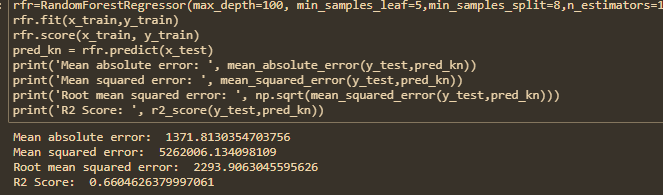 rfr=RandomForestRegressor(max_depth=100, min_samples_leaf=5,min_samples_split=8,n_estimators=1
rfr.fit(x_train,y_train)
rfr.score(x_train, y_train)
pred_kn = rfr.predict(x_test)
print('Mean absolute error: ', mean_absolute_error(y_test,pred_kn))
print('Mean squared error: ', mean_squared_error(y_test,pred_kn))
print('Root mean squared error: ', np.sqrt(mean_squared_error(y_test,pred_kn)))
print('R2 Score: ', r2_score(y_test,pred_kn))
Mean absolute error:  1371.8130354703756
Mean squared error:  5262006.134098109
Root mean squared error:  2293.9063045595626
R2 Score:  0.6604626379997061